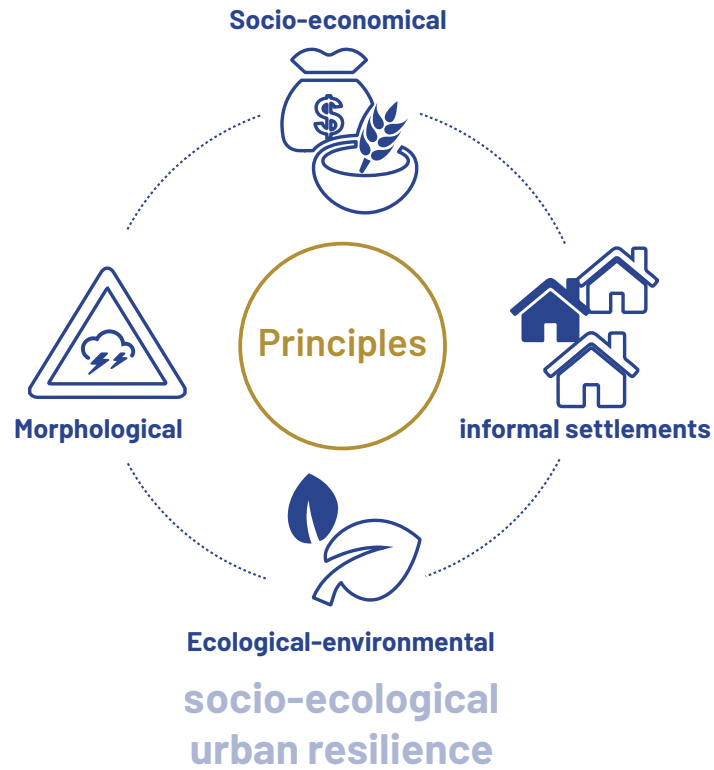 Socio-economical
$
Principles
Morphological
informal settlements
Ecological-environmental
socio-ecological
urban resilience